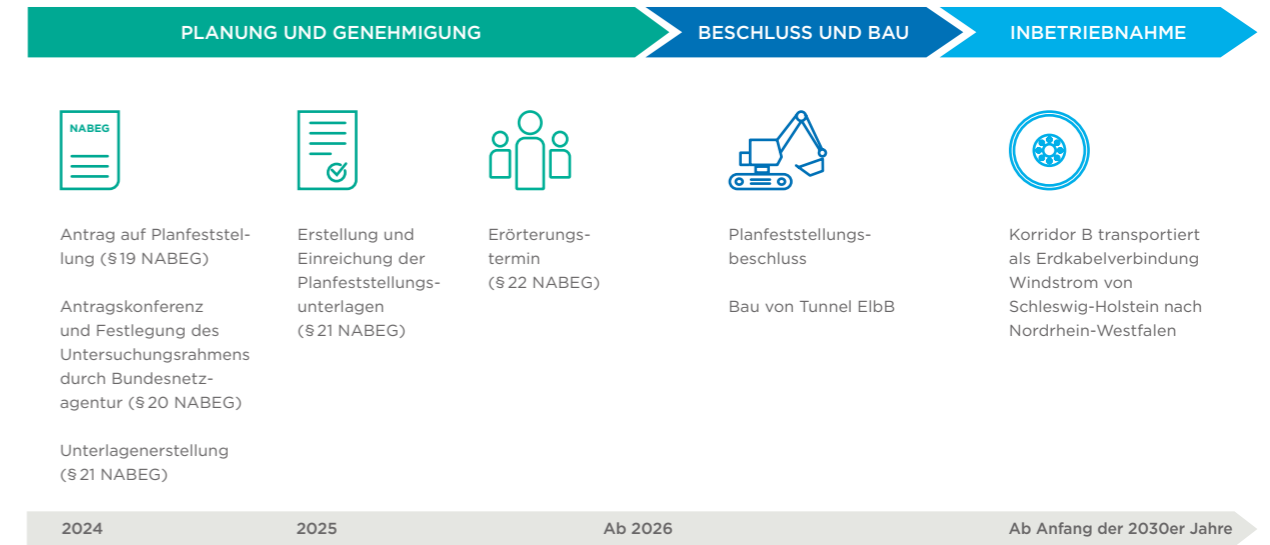 PLANUNG UND GENEHMIGUNG
BESCHLUSS UND BAU
INBETRIEBNAHME
NABEG
Antrag auf Planfeststel-
lung (§ 19 NABEG)
Antragskonferenz
und Festlegung des
Untersuchungsrahmens
durch Bundesnetz-
agentur (§ 20 NABEG)
Unterlagenerstellung
(§ 21 NABEG)
Erstellung und
Einreichung der
Planfeststellungs-
unterlagen
(§ 21 NABEG)
Erörterungs-
termin
(§ 22 NABEG)
Planfeststellungs-
beschluss
Bau von Tunnel ElbB
Korridor B transportiert
als Erdkabelverbindung
Windstrom von
Schleswig-Holstein nach
Nordrhein-Westfalen
2024
2025
Ab 2026
Ab Anfang der 2030er Jahre